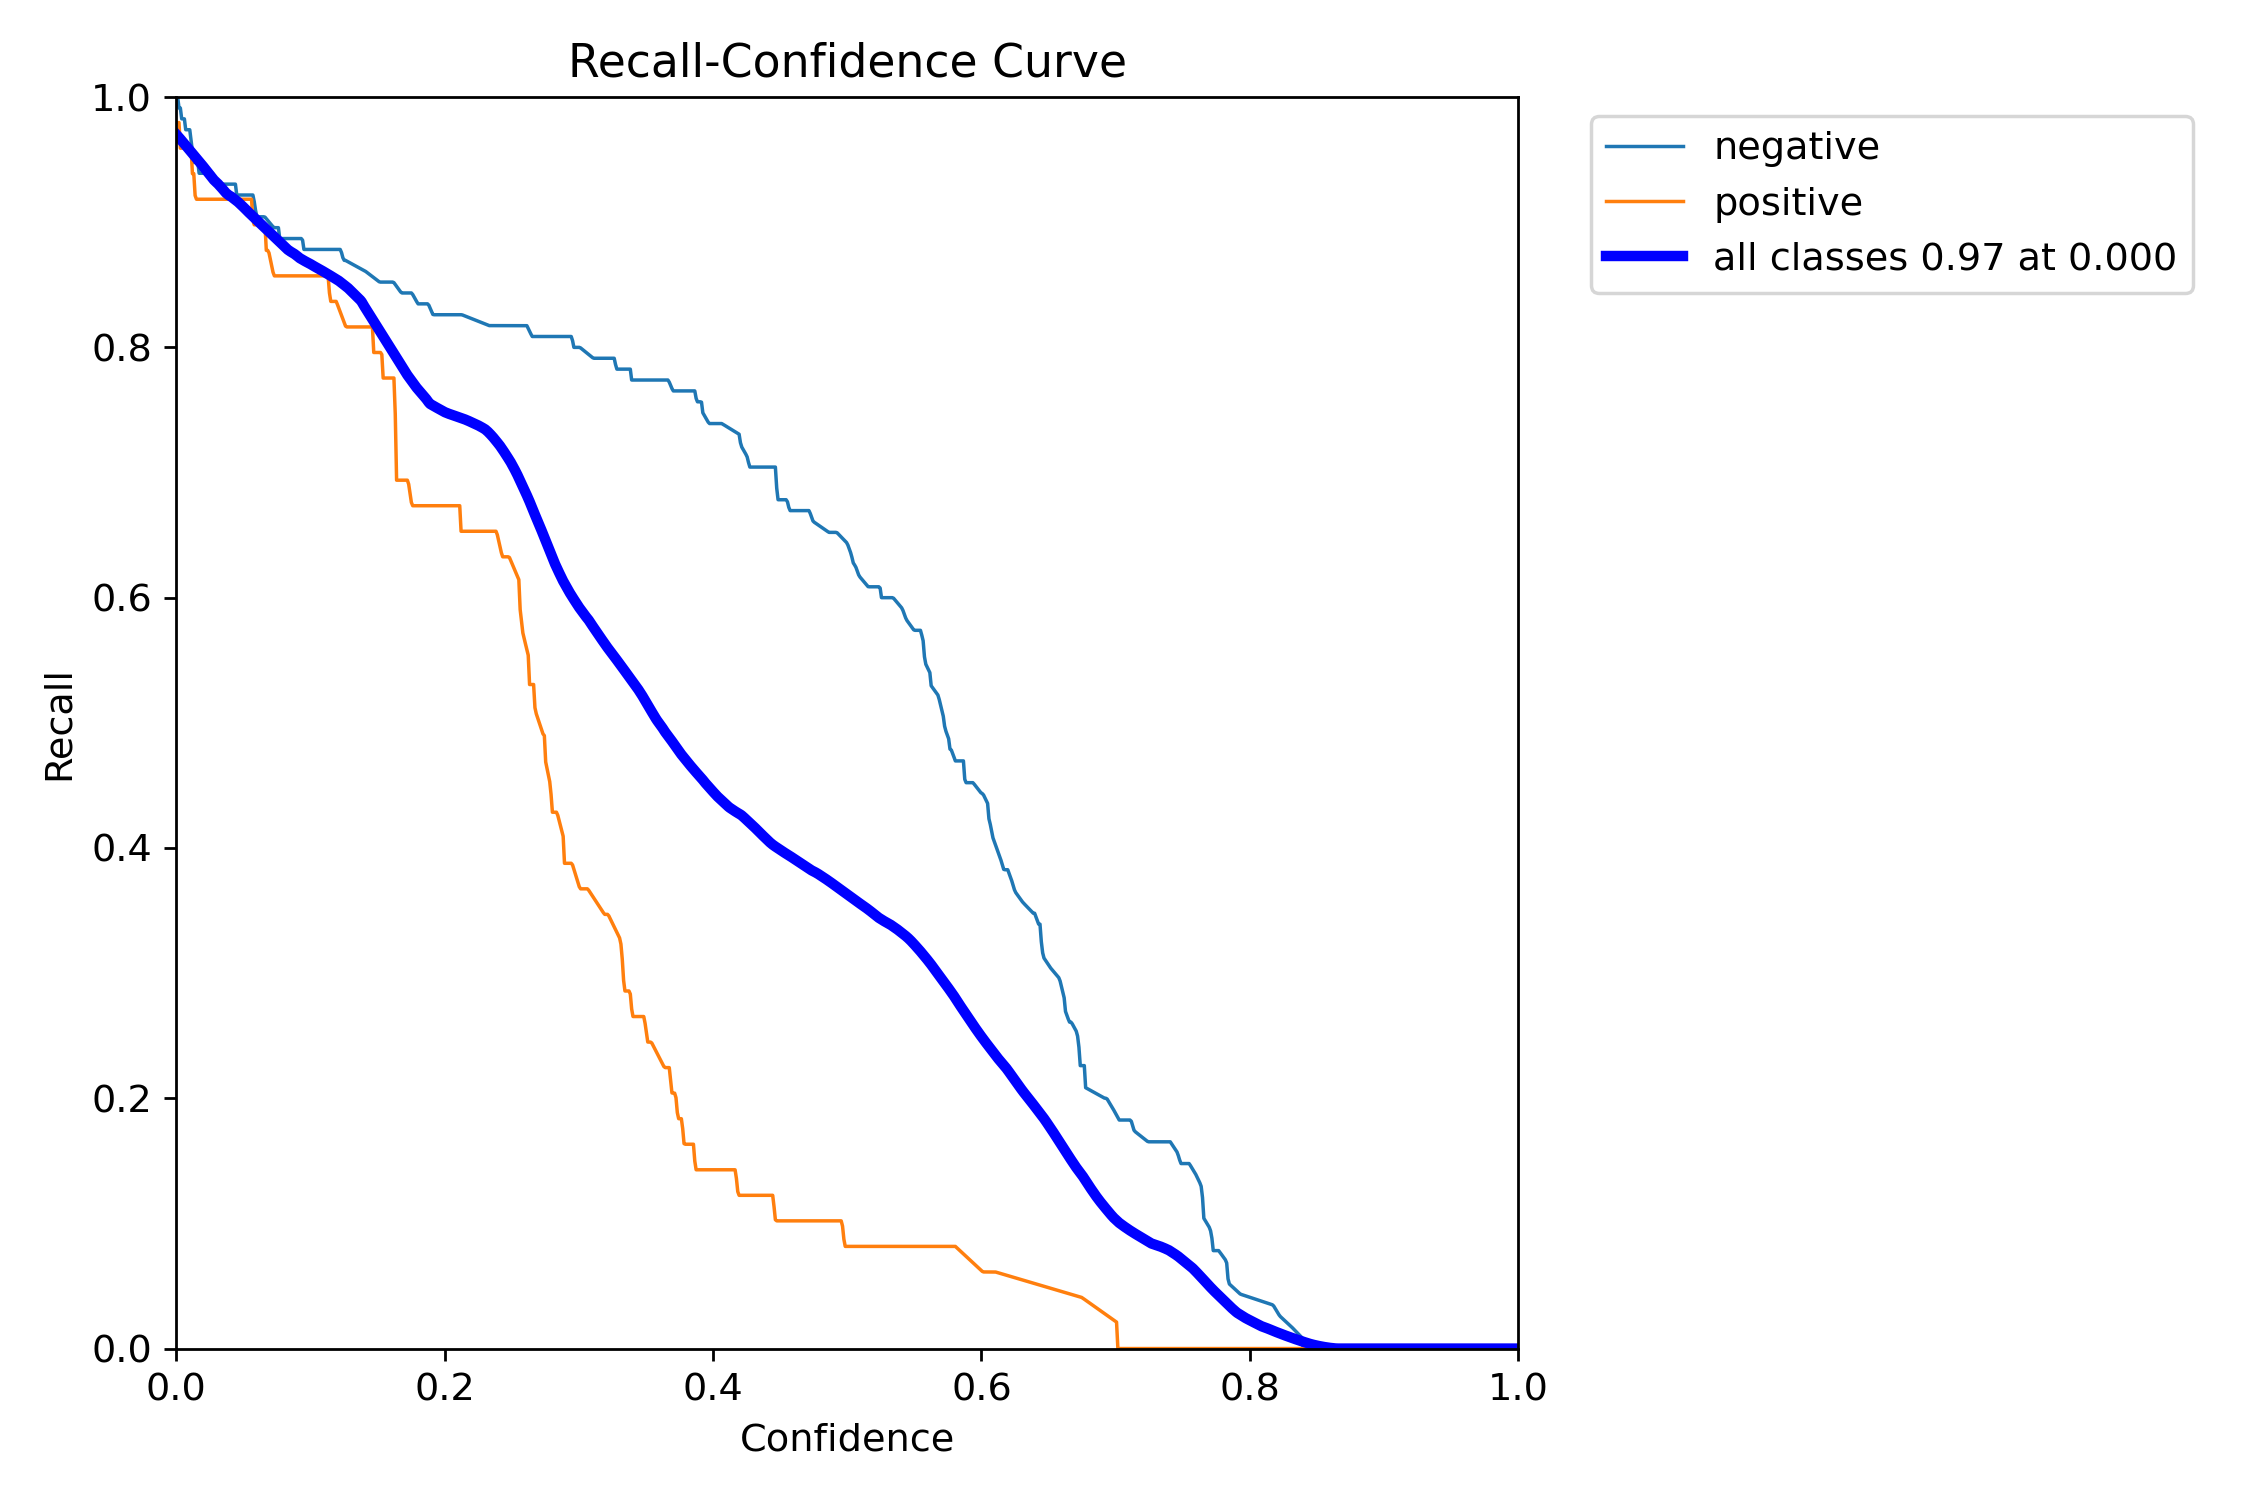 Recall-Confidence Curve
1.0
0.8
0.6
0.4
0.2
0.0
Recall
0.0 0.2 0.4 0.6 0.8 1.0
Confidence
negative
positive
all classes 0.97 at 0.000